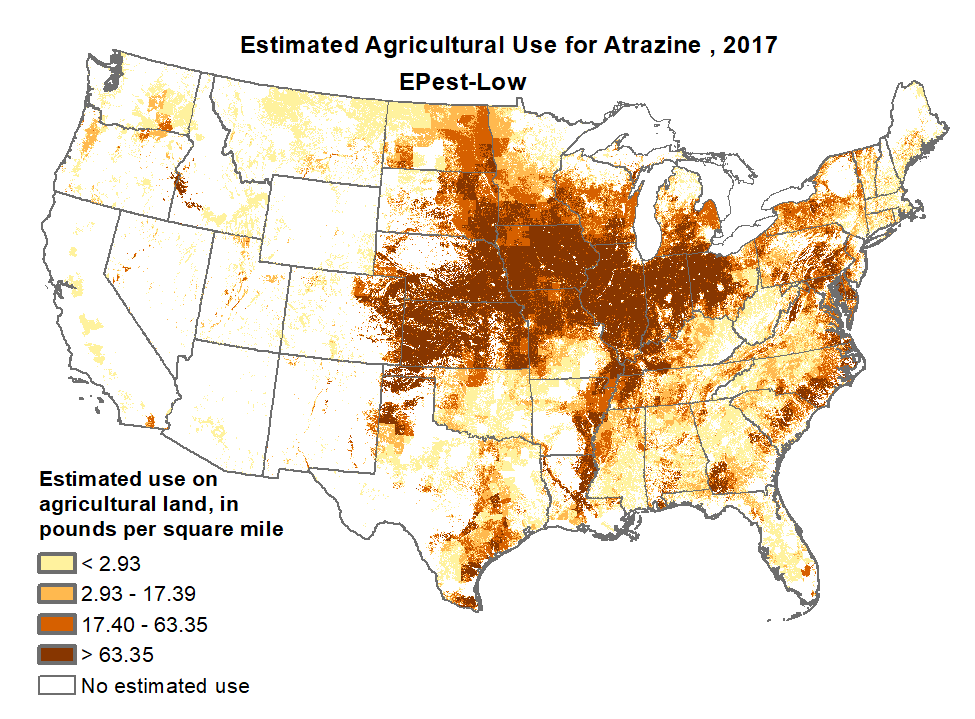 Estimated Agricultural Use for Atrazine , 2017
EPest-Low
Estimated use on
agricultural land, in
pounds per square mile
< 2.93
2.93 - 17.39
17.40 - 63.35
> 63.35
No estimated use